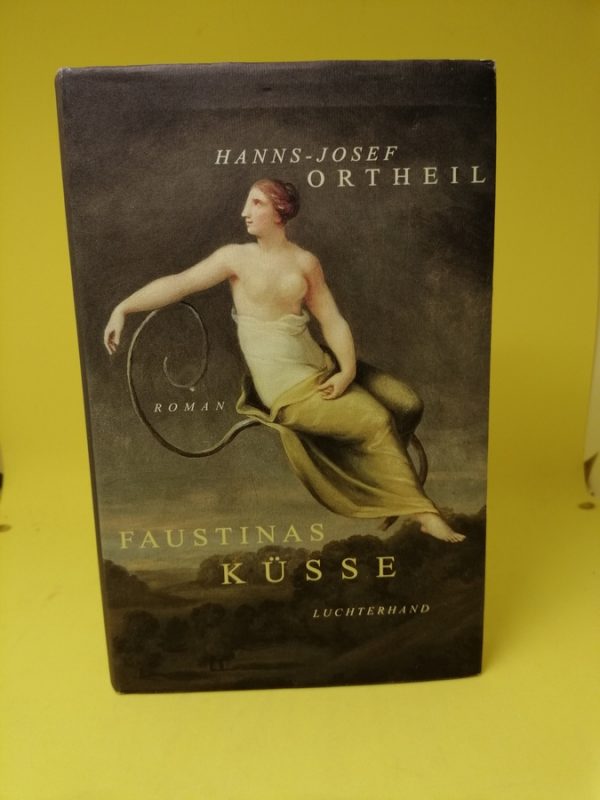 HANNS-JOSEF
ORTHEIL
ROMAN
FAUSTINAS
KÜSSE
LUCHTERHAND